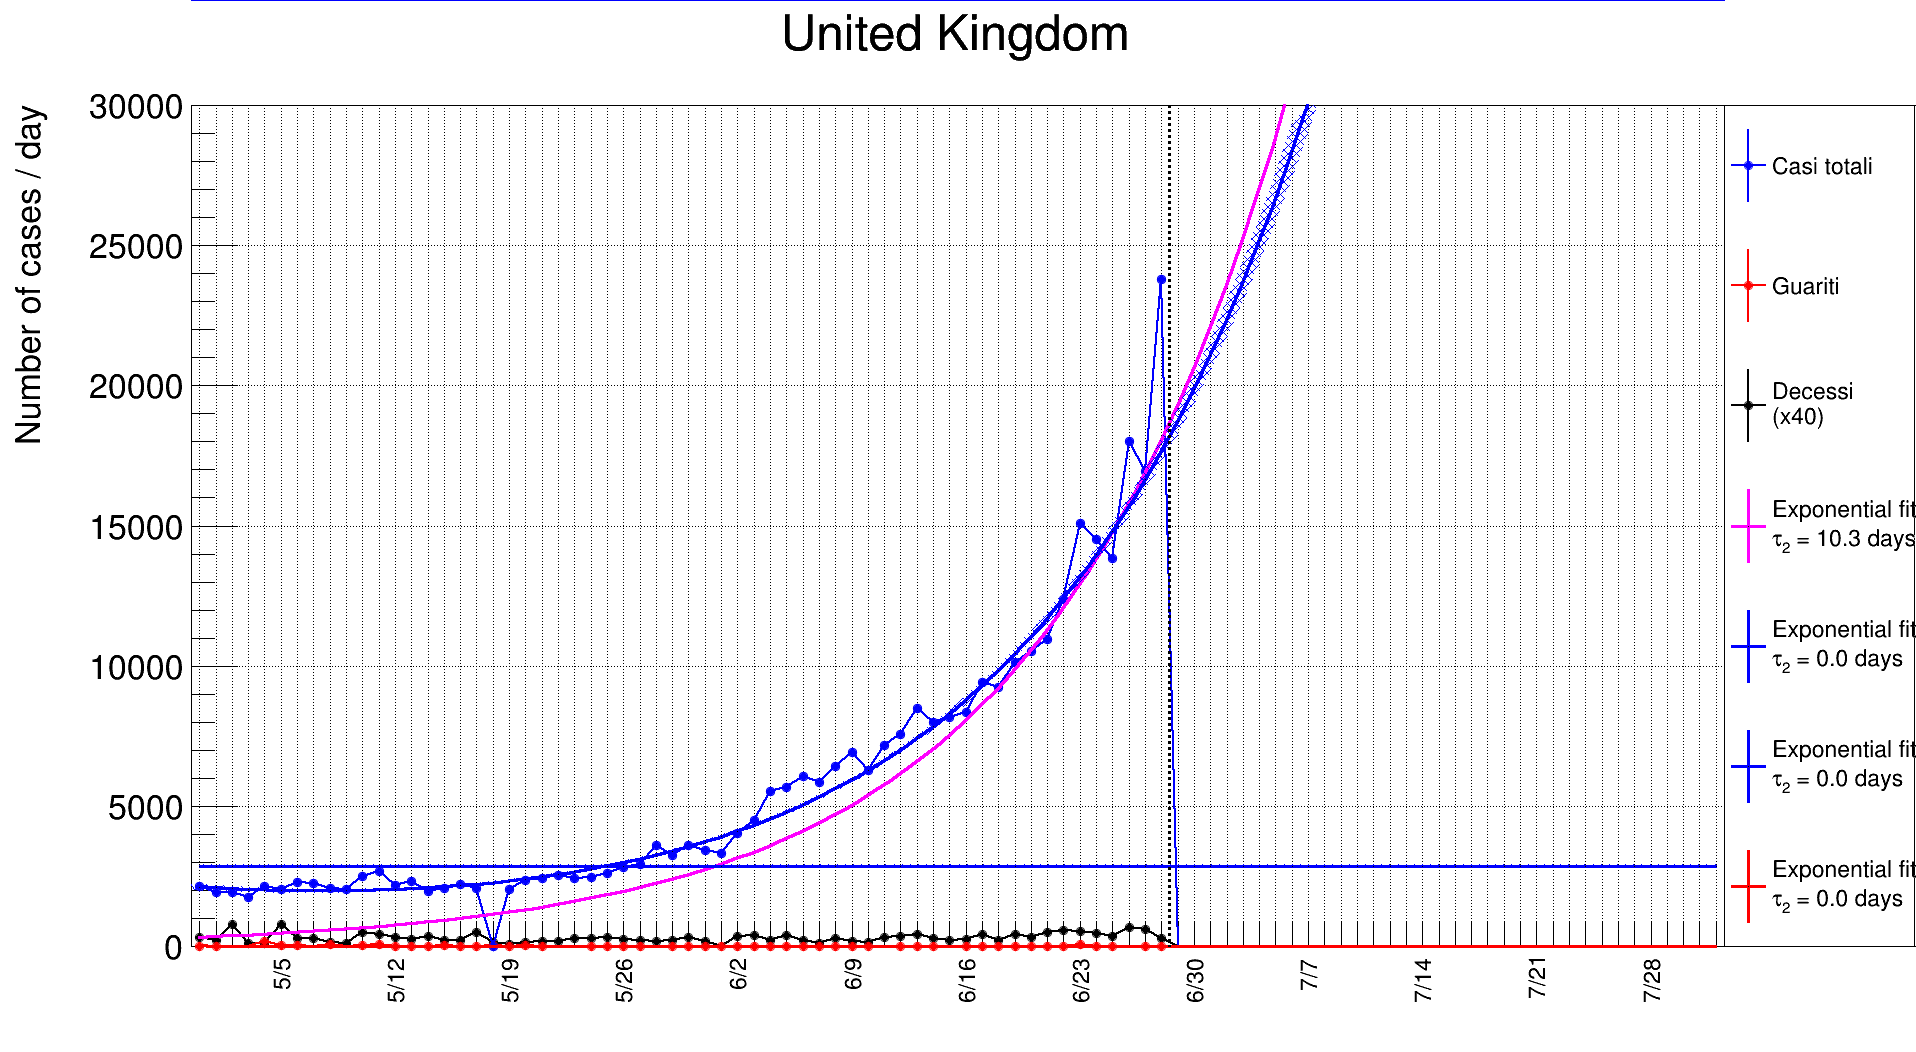 United Kingdom
Number of cases / day
30000
25000
20000
15000
10000
5000
0
5/5
5/12
5/19
5/26
6/2
6/9
6/16
6/23
6/30
7/7
7/14
7/21
7/28
Casi totali
Guariti
Decessi
(x40)
Exponential fit
τ2 = 10.3 days
Exponential fit
τ2 = 0.0 days
Exponential fit
τ2 = 0.0 days
Exponential fit
τ2 = 0.0 days